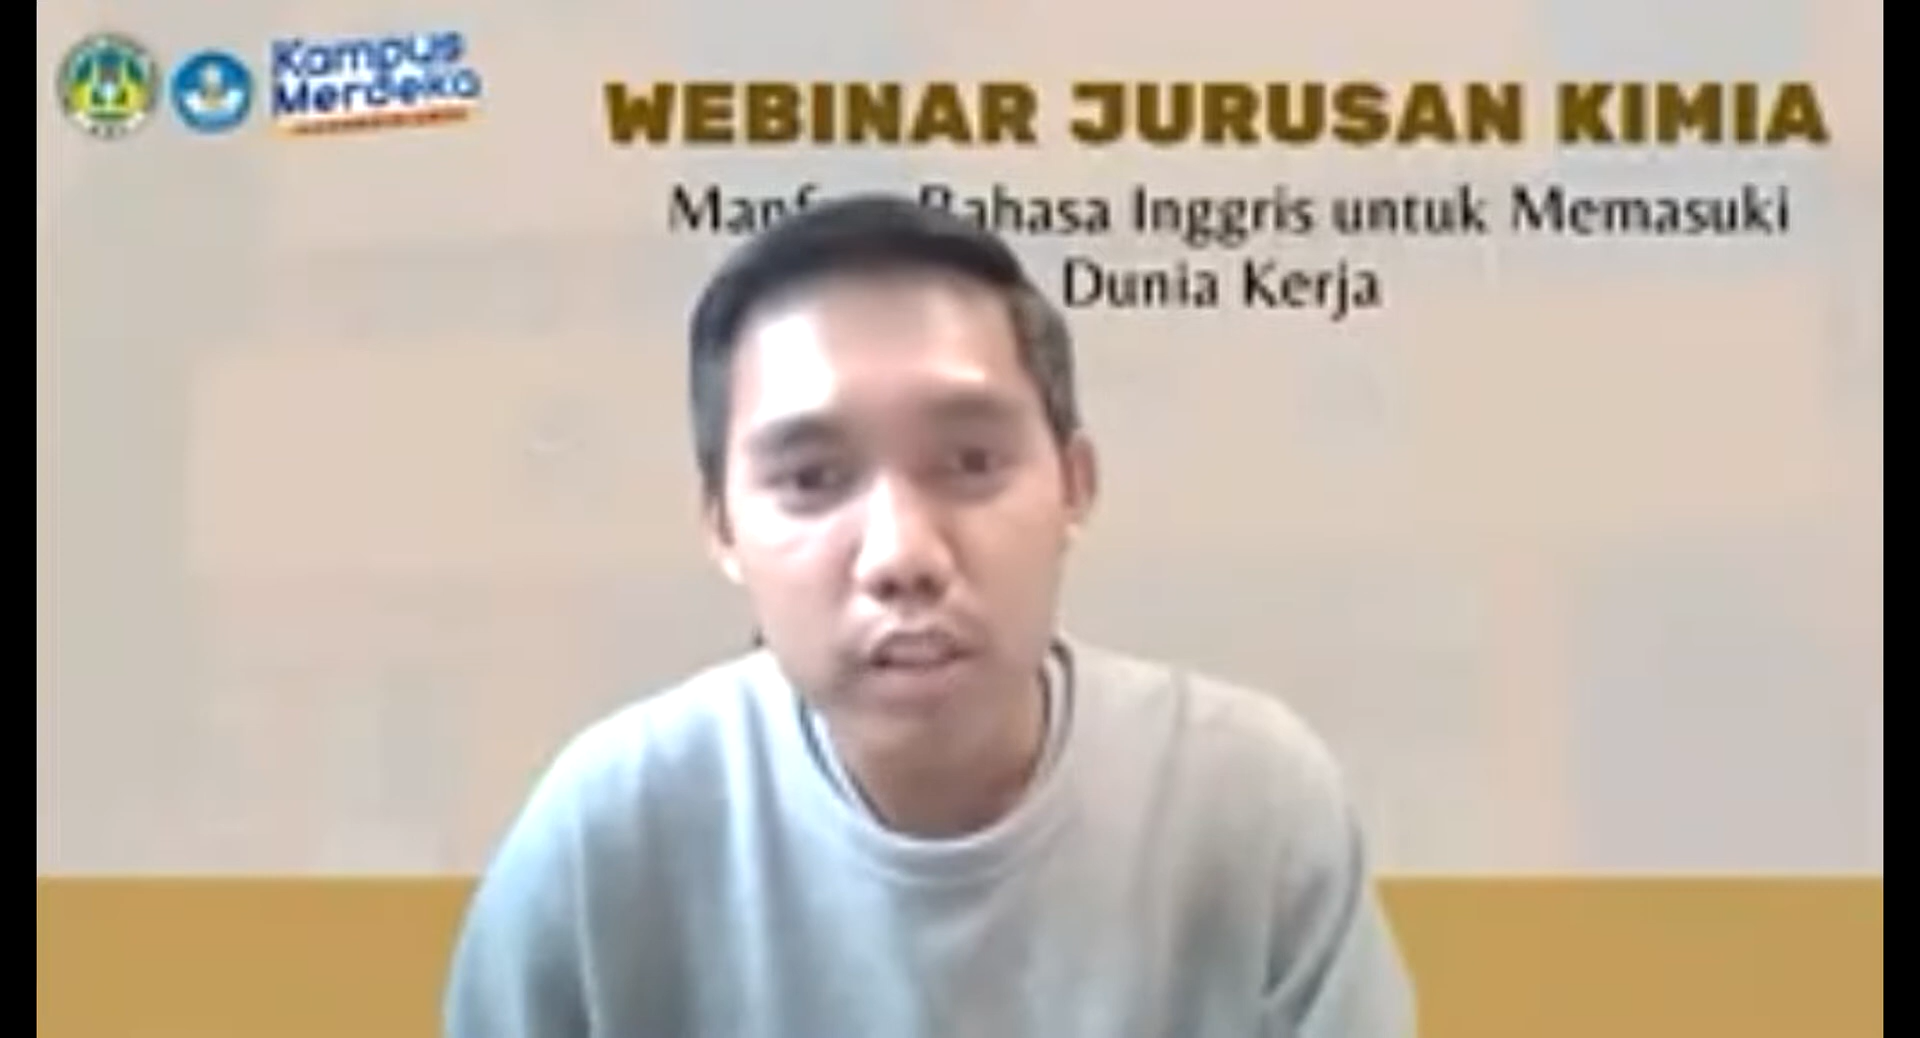 Kampus
Merdeka
WEBINAR JURUSAN KIMIA
Bahasa Inggris untuk Memasuki
Dunia Kerja